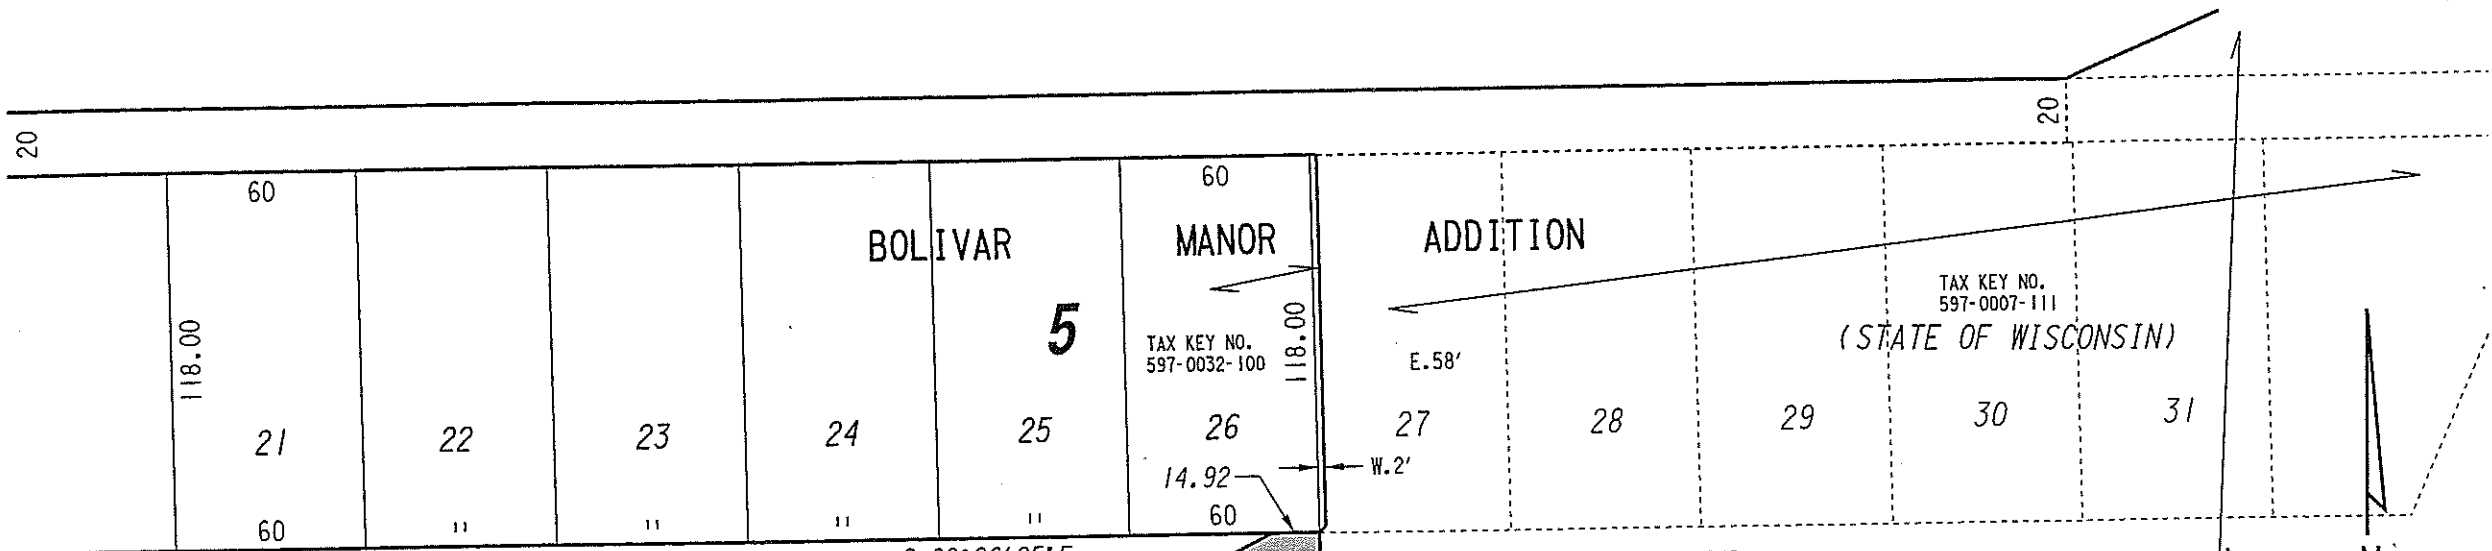 20
20
60
60
BOLIVAR MANOR ADDITION
TAX KEY NO.
597-0007-111
(STATE OF WISCONSIN)
5
118.00
118.00
TAX KEY NO.
597-0032-100
E.58'
21 22 23 24 25 26 27 28 29 30 31
W.2'
14.92
60 " " " " 60
N